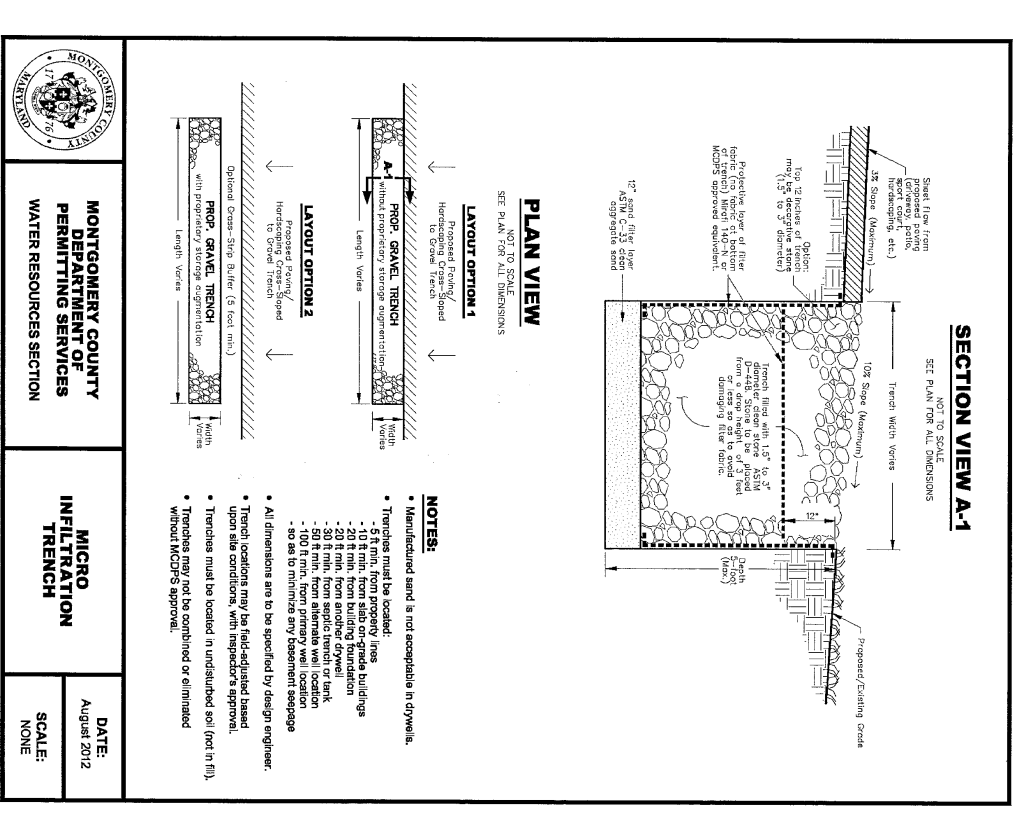 SECTION VIEW A-1
NOT TO SCALE
SEE PLAN FOR ALL DIMENSIONS
Sheet flow from
proposed paving
(driveway, patio,
sport court,
hardscaping, etc.)
3% Slope (Maximum)
Option:
Top 12 inches of trench
may be decorative stone
(1.5" to 3" diameter)
Protective layer of filter
fabric (no fabric at bottom
of trench) Mirafi 140-N or
MCDPS approved equivalent.
12" sand filter layer
ASTM C-33 clean
aggregate sand
Trench Width Varies
10% Slope (Maximum)
12"
Trench filled with 1.5" to 3"
diameter clean stone ASTM
D-448. Stone to be placed
from a drop height of 3 feet
or less so as to avoid
damaging filter fabric.
Proposed/Existing Grade
Depth
5-foot
(Max.)
PLAN VIEW
NOT TO SCALE
SEE PLAN FOR ALL DIMENSIONS
LAYOUT OPTION 1
Proposed Paving/
Hardscaping Cross-Sloped
to Gravel Trench
A-1
PROP. GRAVEL TRENCH
without proprietary storage augmentation
Width
Varies
Length Varies
LAYOUT OPTION 2
Proposed Paving/
Hardscaping Cross-Sloped
to Gravel Trench
Optional Grass-Strip Buffer (5 foot min.)
PROP. GRAVEL TRENCH
with proprietary storage augmentation
Width
Varies
Length Varies
NOTES:
• Manufactured sand is not acceptable in drywells.
• Trenches must be located:
- 5 ft min. from property lines
- 10 ft min. from slab on-grade buildings
- 20 ft min. from building foundation
- 20 ft min. from another drywell
- 30 ft min. from septic trench or tank
- 50 ft min. from alternate well location
- 100 ft min. from primary well location
- so as to minimize any basement seepage
• All dimensions are to be specified by design engineer.
• Trench locations may be field-adjusted based
upon site conditions, with inspector's approval.
• Trenches must be located in undisturbed soil (not in fill).
• Trenches may not be combined or eliminated
without MCDPS approval.
MONTGOMERY COUNTY
17 76
MARYLAND
MONTGOMERY COUNTY
DEPARTMENT OF
PERMITTING SERVICES
WATER RESOURCES SECTION
MICRO
INFILTRATION
TRENCH
DATE:
August 2012
SCALE:
NONE